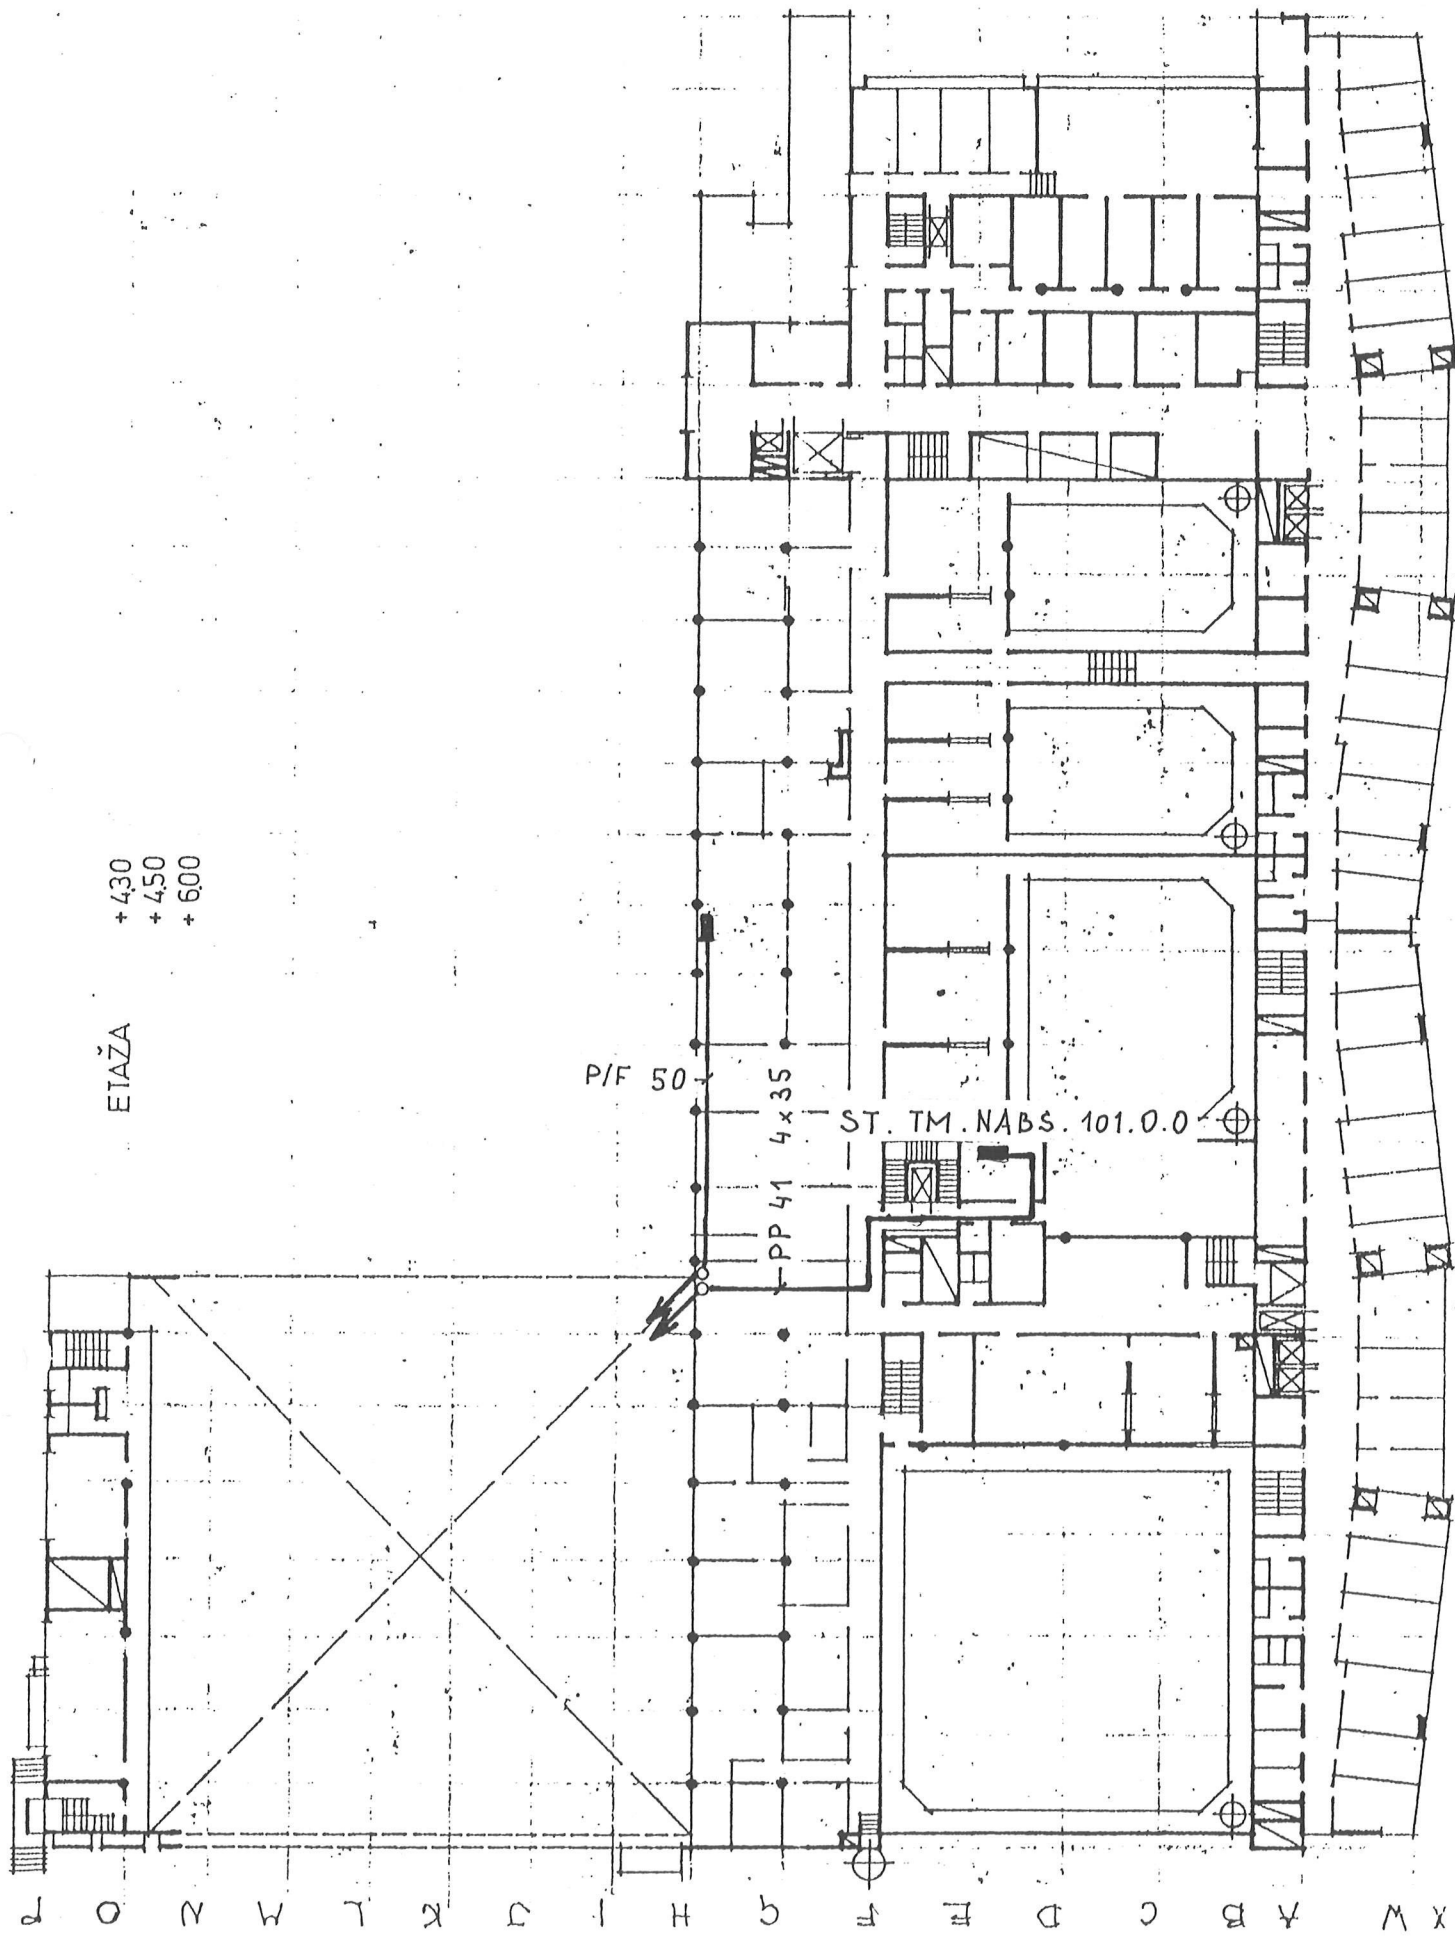 ETAŽA
+ 4.30
+ 4.50
+ 6.00
P/F 50
PP 41 4x35
ST. TM. NABS. 101.0.0
P O N M L K J I H G F E D C B A W X